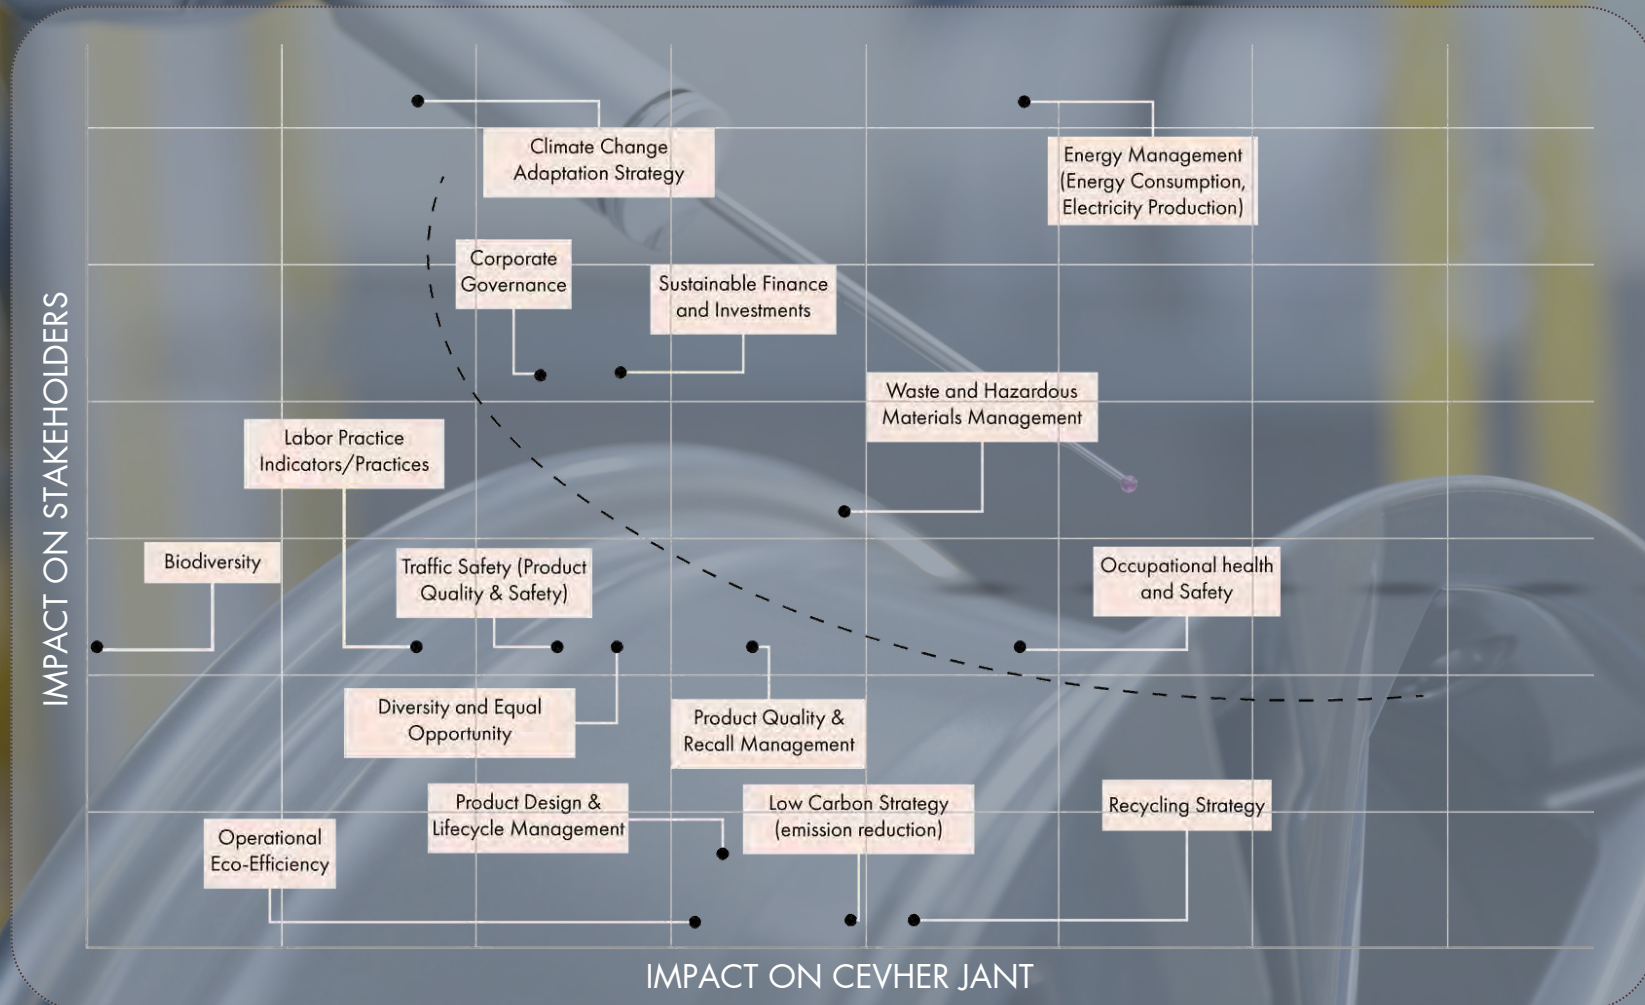 Climate Change
Adaptation Strategy
Energy Management
(Energy Consumption,
Electricity Production)
Corporate
Governance
Sustainable Finance
and Investments
Waste and Hazardous
Materials Management
Labor Practice
Indicators/Practices
Biodiversity
Traffic Safety (Product
Quality & Safety)
Occupational health
and Safety
Diversity and Equal
Opportunity
Product Quality &
Recall Management
Product Design &
Lifecycle Management
Low Carbon Strategy
(emission reduction)
Recycling Strategy
Operational
Eco-Efficiency
IMPACT ON STAKEHOLDERS
IMPACT ON CEVHER JANT